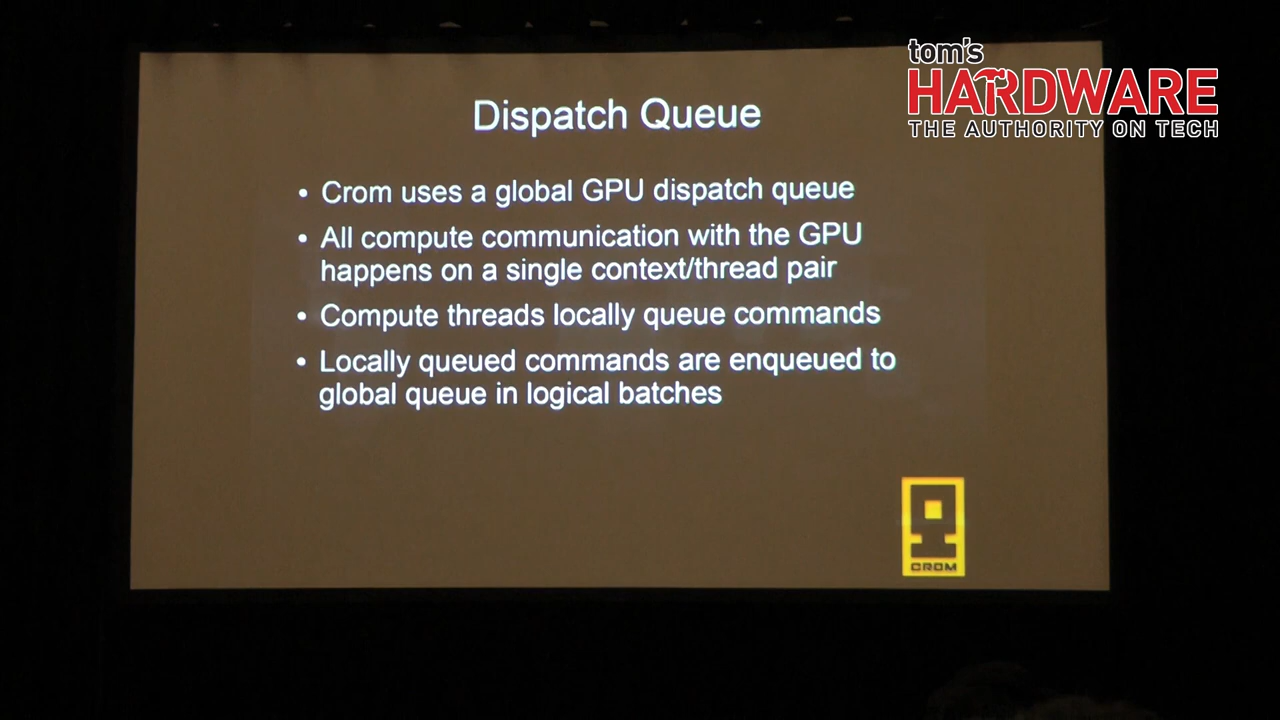 tom's
HARDWARE
THE AUTHORITY ON TECH
Dispatch Queue
• Crom uses a global GPU dispatch queue
• All compute communication with the GPU
happens on a single context/thread pair
• Compute threads locally queue commands
• Locally queued commands are enqueued to
global queue in logical batches
CROM